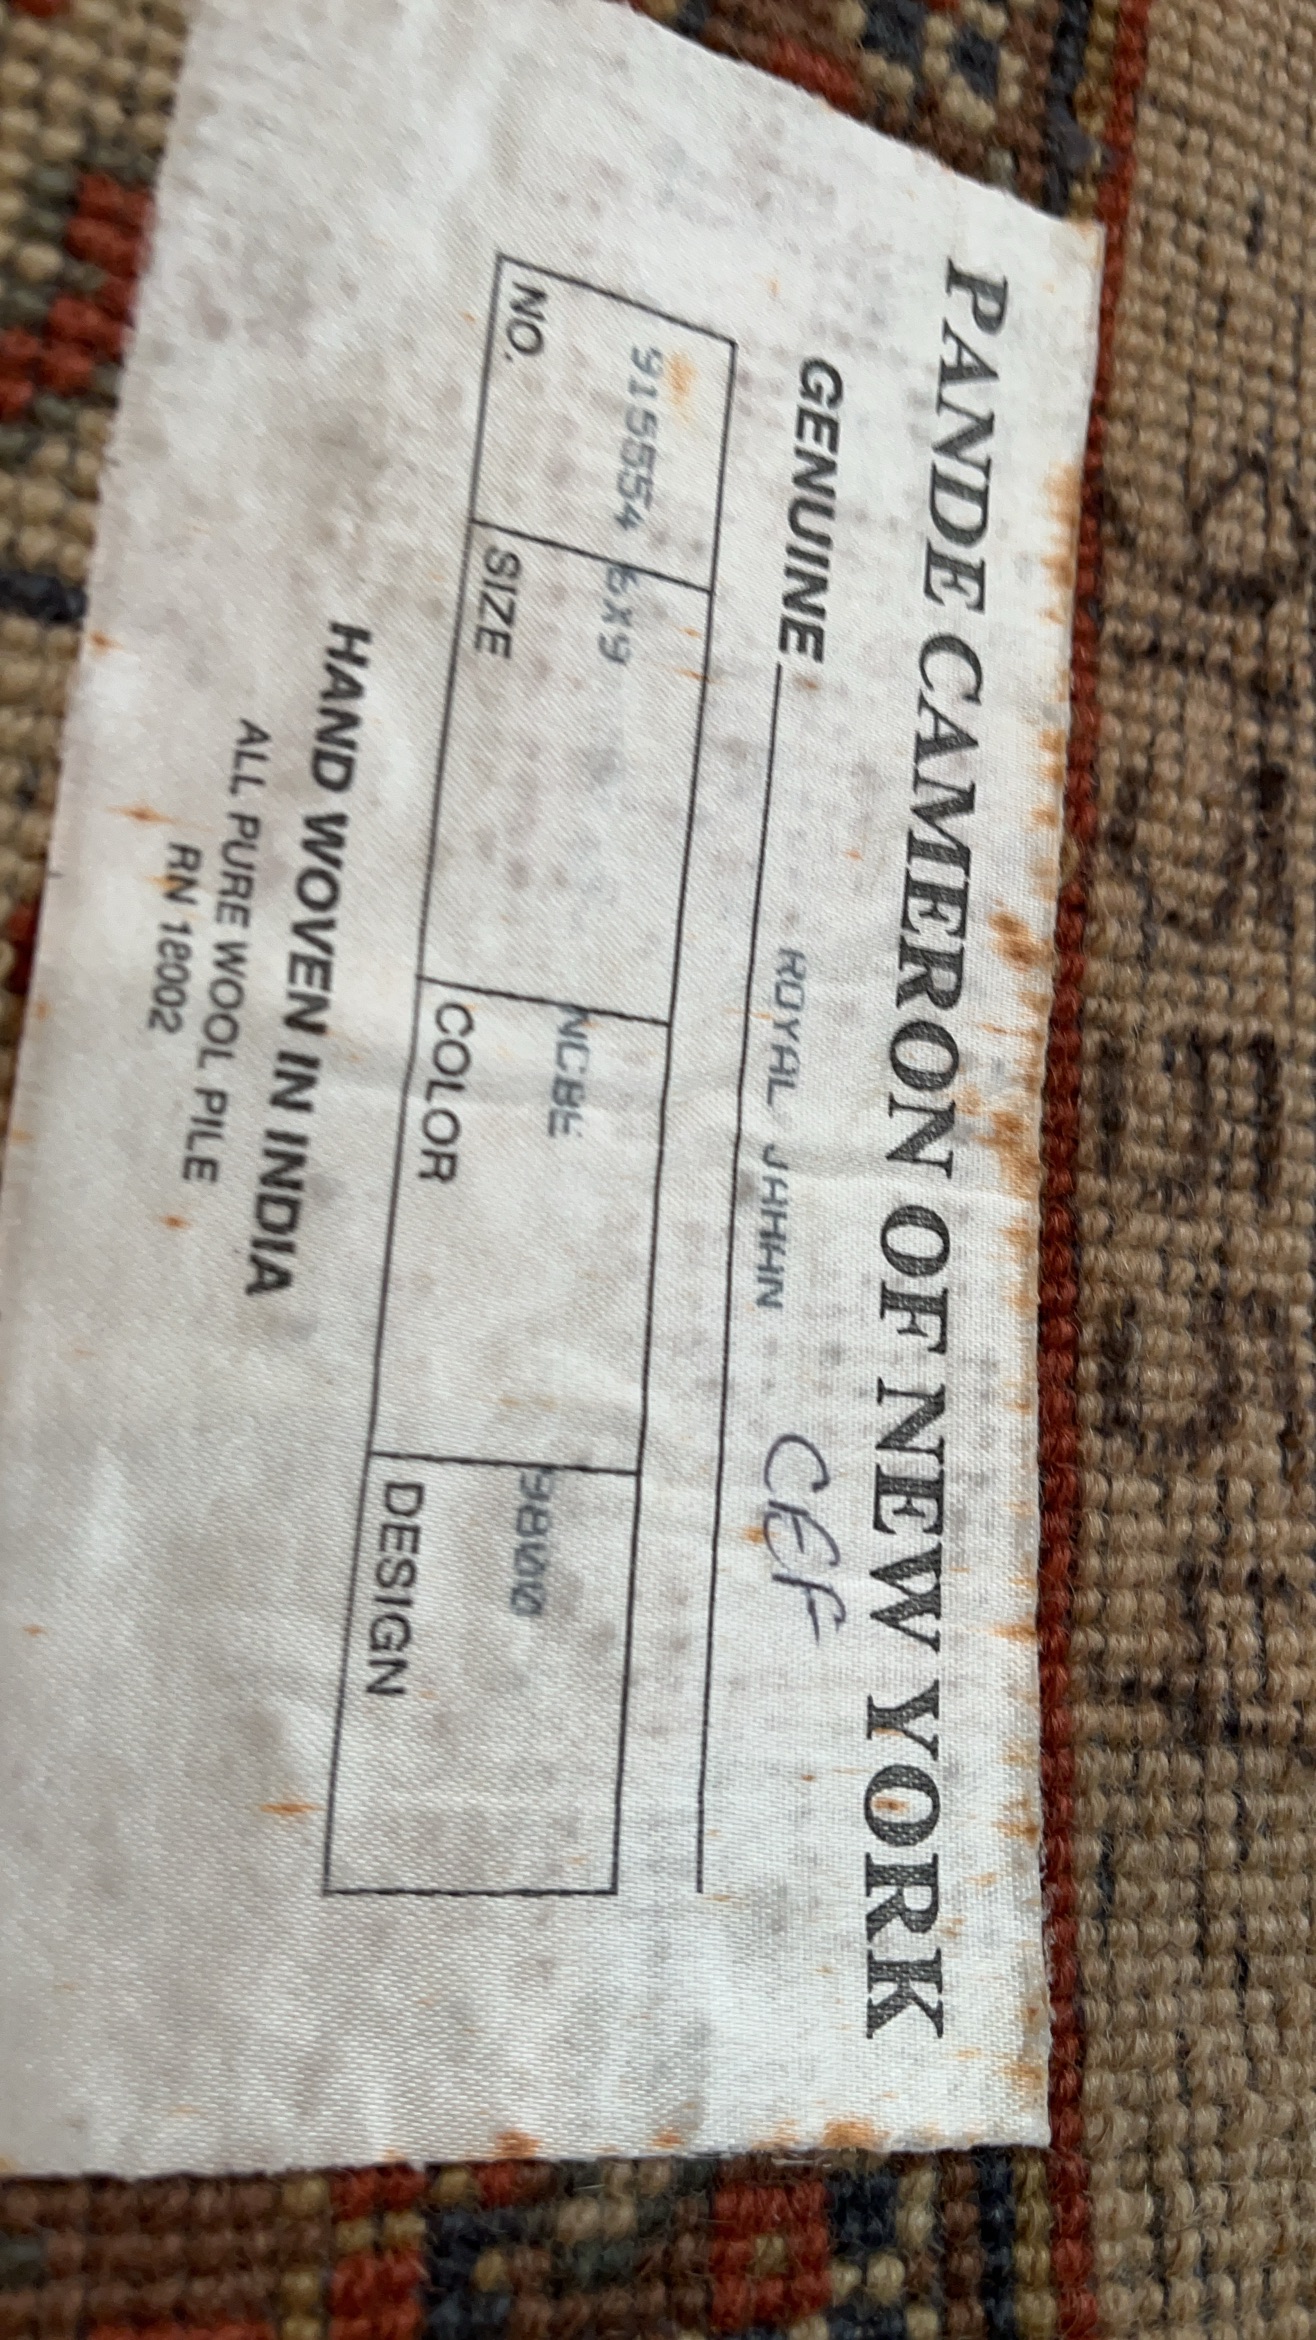 PANDE CAMERON OF NEW YORK
GENUINE ROYAL JAHHN CEF
915554 6X9 NCBE 98000
NO. SIZE COLOR DESIGN
HAND WOVEN IN INDIA
ALL PURE WOOL PILE
RN 18002